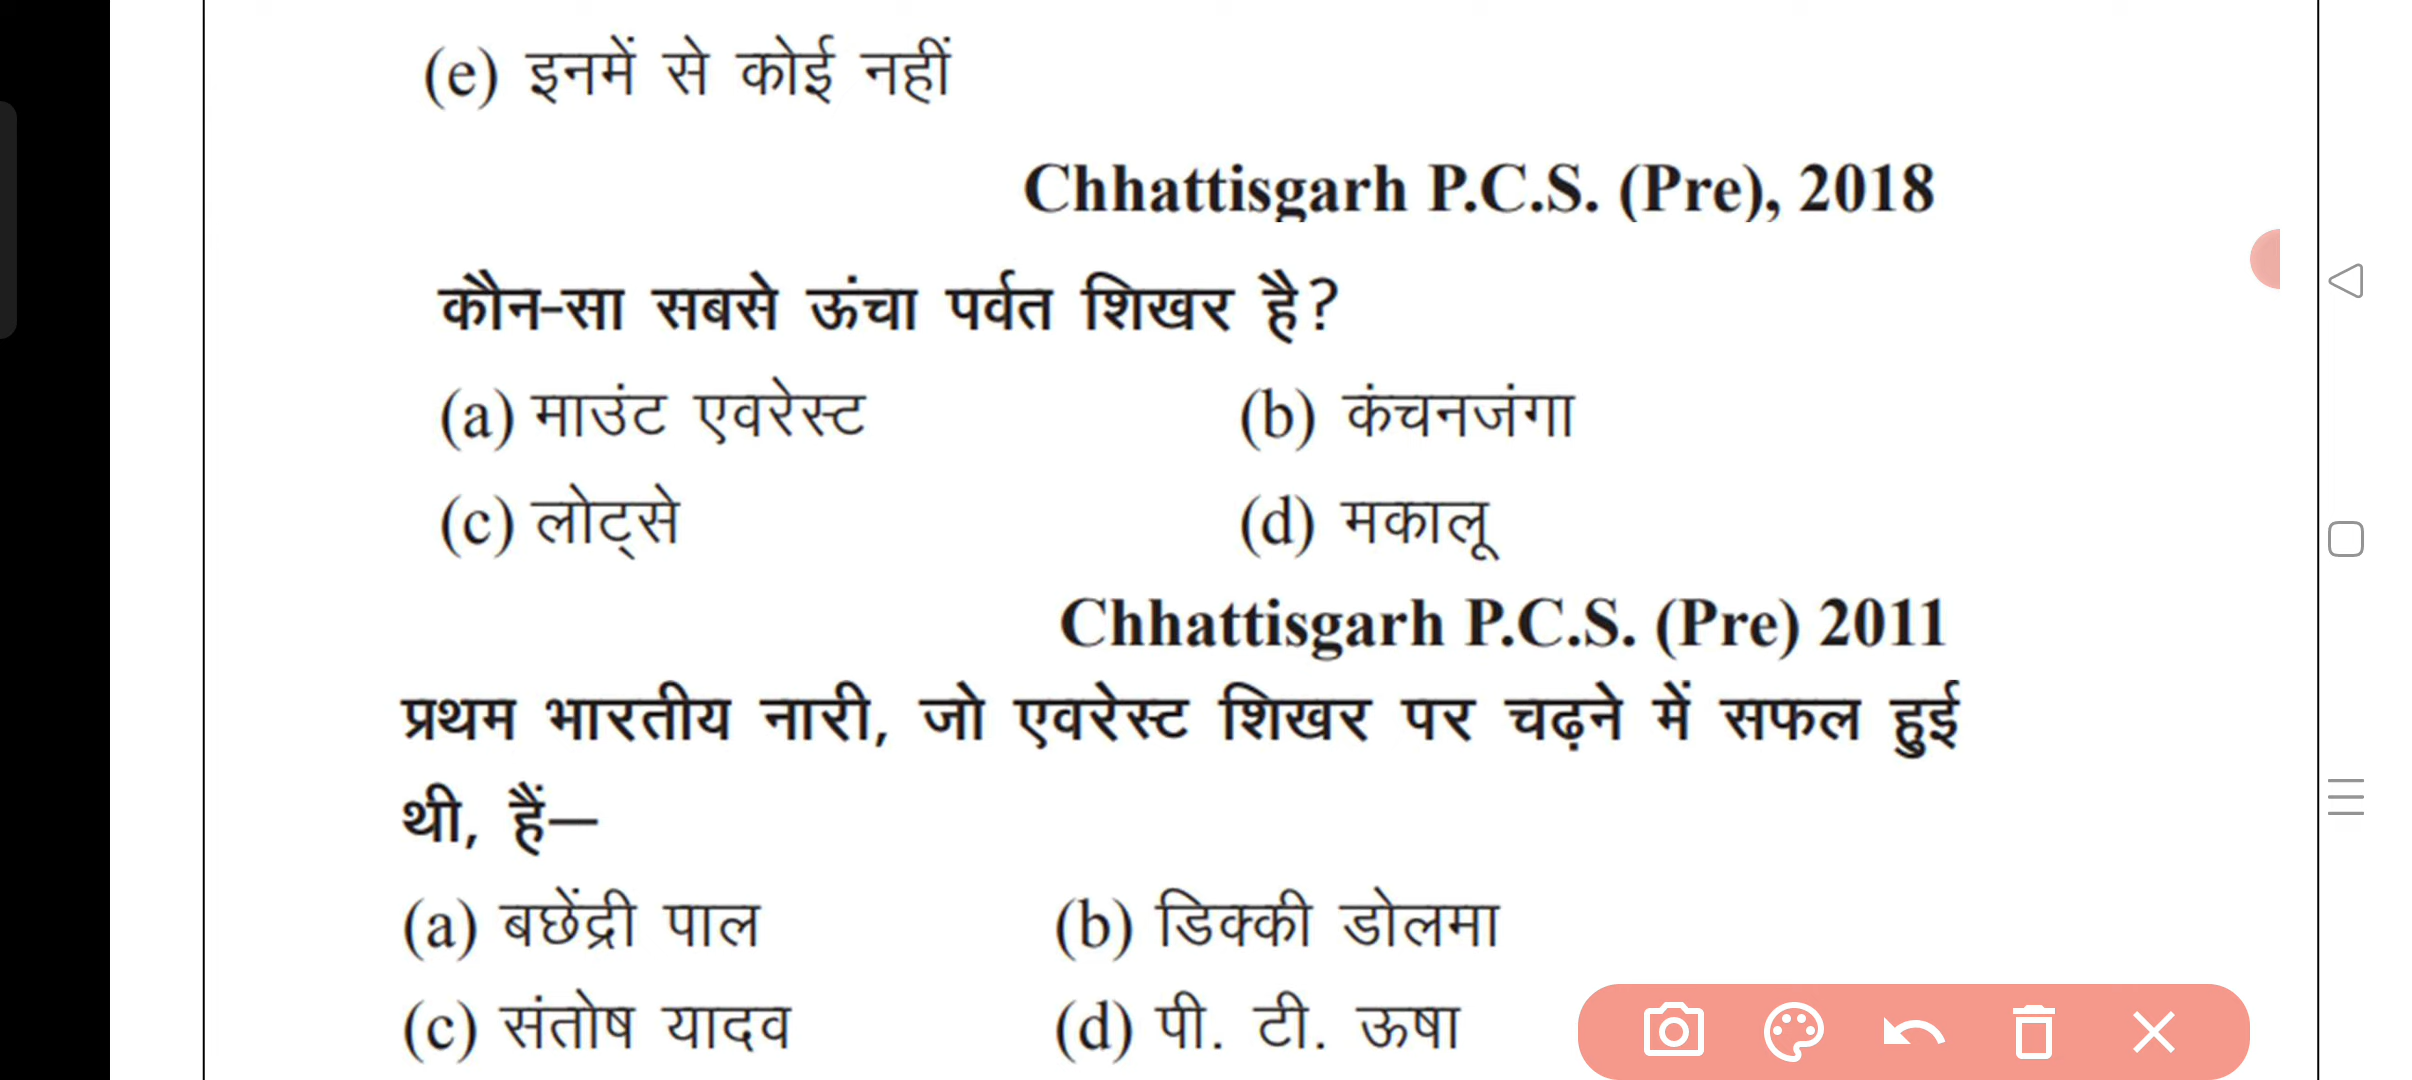 (e) इनमें से कोई नहीं
Chhattisgarh P.C.S. (Pre), 2018
कौन-सा सबसे ऊंचा पर्वत शिखर है?
(a) माउंट एवरेस्ट (b) कंचनजंगा
(c) लोट्से (d) मकालू
Chhattisgarh P.C.S. (Pre) 2011
प्रथम भारतीय नारी, जो एवरेस्ट शिखर पर चढ़ने में सफल हुई
थी, हैं—
(a) बछेंद्री पाल (b) डिक्की डोलमा
(c) संतोष यादव (d) पी. टी. ऊषा